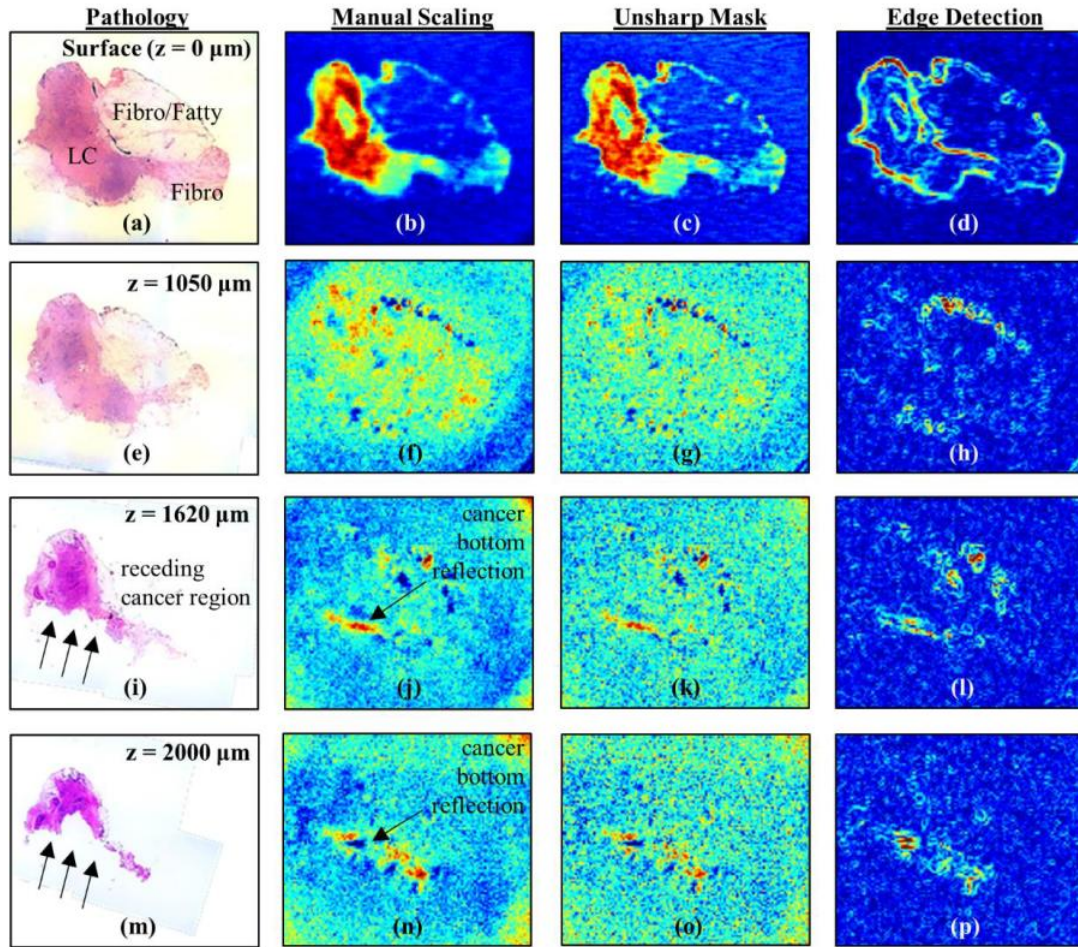 Pathology
Manual Scaling
Unsharp Mask
Edge Detection
Surface (z = 0 µm)
Fibro/Fatty
LC
Fibro
(a)
(b)
(c)
(d)
z = 1050 µm
(e)
(f)
(g)
(h)
z = 1620 µm
receding
cancer region
(i)
cancer
bottom
reflection
(j)
(k)
(l)
z = 2000 µm
(m)
cancer
bottom
reflection
(n)
(o)
(p)